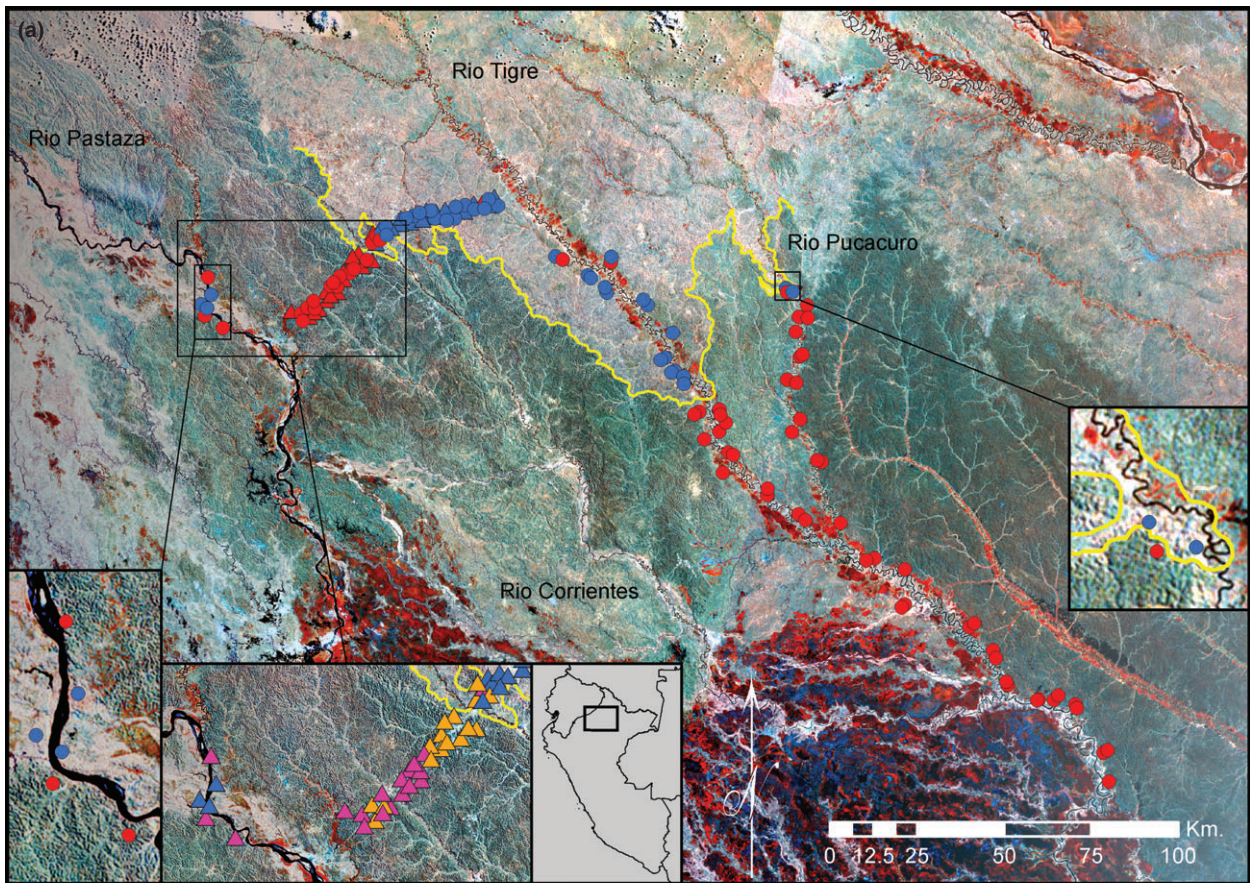 (a)
Rio Tigre
Rio Pastaza
Rio Pucacuro
Rio Corrientes
Km.
0 12.5 25 50 75 100